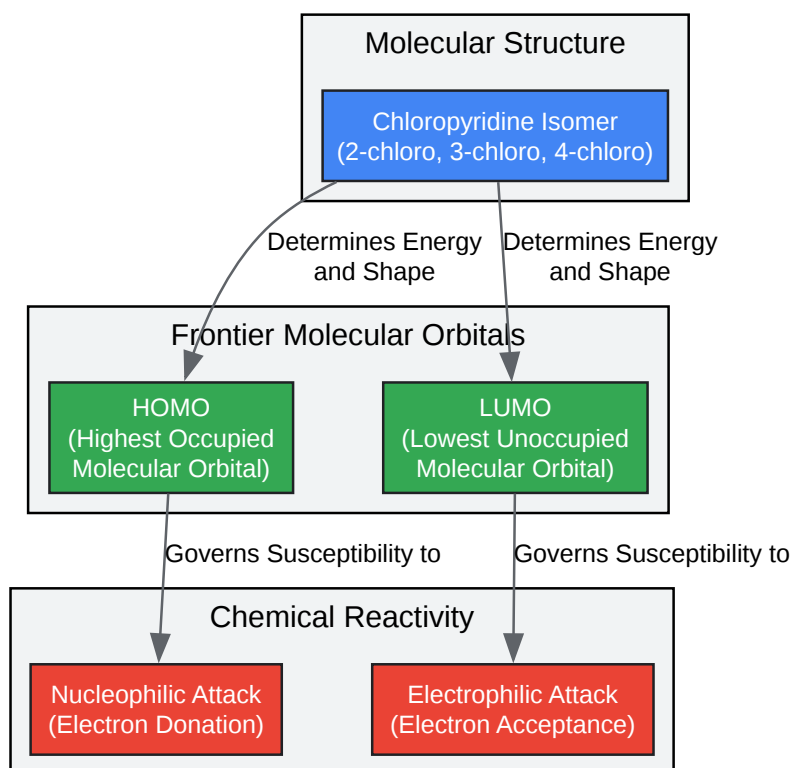 Molecular Structure
Chloropyridine Isomer
(2-chloro, 3-chloro, 4-chloro)
Determines Energy
and Shape
Determines Energy
and Shape
Frontier Molecular Orbitals
HOMO
(Highest Occupied
Molecular Orbital)
LUMO
(Lowest Unoccupied
Molecular Orbital)
Governs Susceptibility to
Governs Susceptibility to
Chemical Reactivity
Nucleophilic Attack
(Electron Donation)
Electrophilic Attack
(Electron Acceptance)